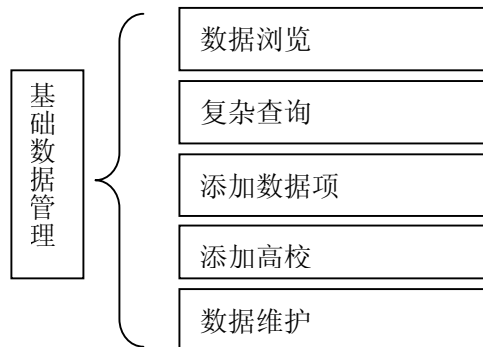 基础数据管理
数据浏览
复杂查询
添加数据项
添加高校
数据维护